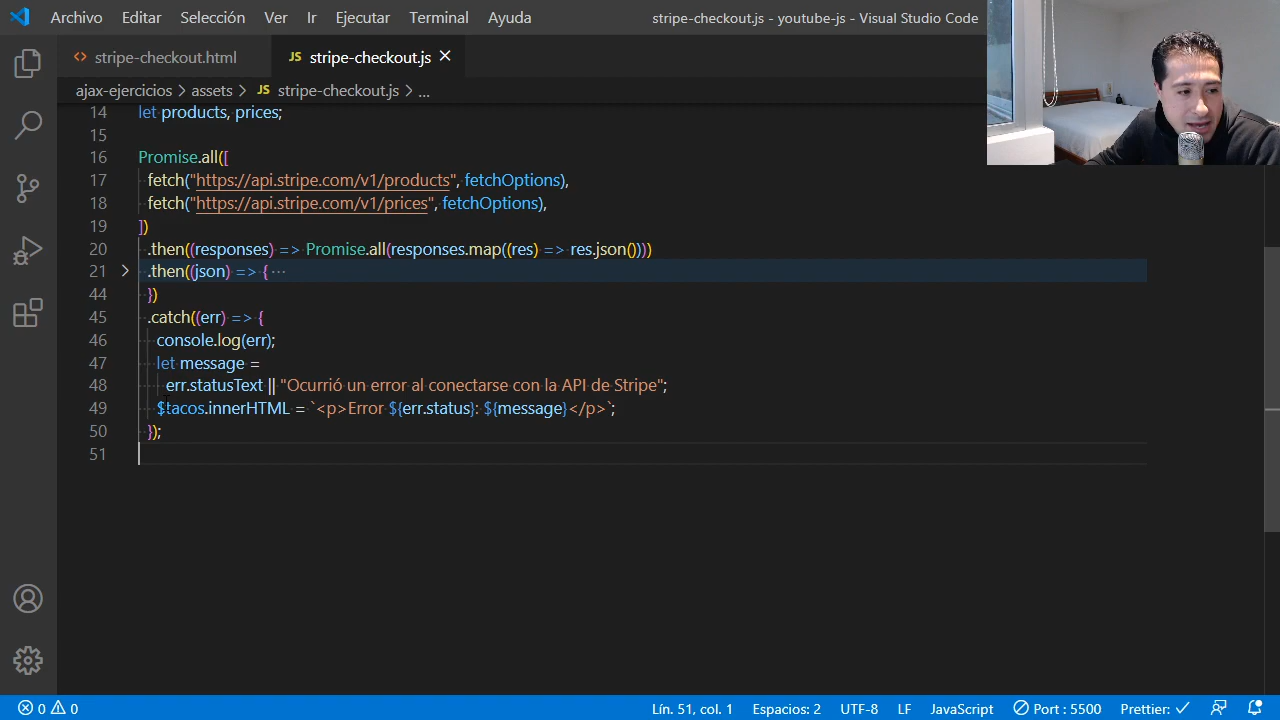 Archivo Editar Selección Ver Ir Ejecutar Terminal Ayuda stripe-checkout.js - youtube-js - Visual Studio Code
<> stripe-checkout.html JS stripe-checkout.js ×
ajax-ejercicios > assets > JS stripe-checkout.js > ...
14 let products, prices;
15
16 Promise.all([
17 fetch("https://api.stripe.com/v1/products", fetchOptions),
18 fetch("https://api.stripe.com/v1/prices", fetchOptions),
19 ])
20 .then((responses) => Promise.all(responses.map((res) => res.json())))
21 > .then((json) => { ···
44 })
45 .catch((err) => {
46 console.log(err);
47 let message =
48 err.statusText || "Ocurrió un error al conectarse con la API de Stripe";
49 $tacos.innerHTML = `<p>Error ${err.status}: ${message}</p>`;
50 });
51
0 0 Lín. 51, col. 1 Espacios: 2 UTF-8 LF JavaScript Port : 5500 Prettier: ✓